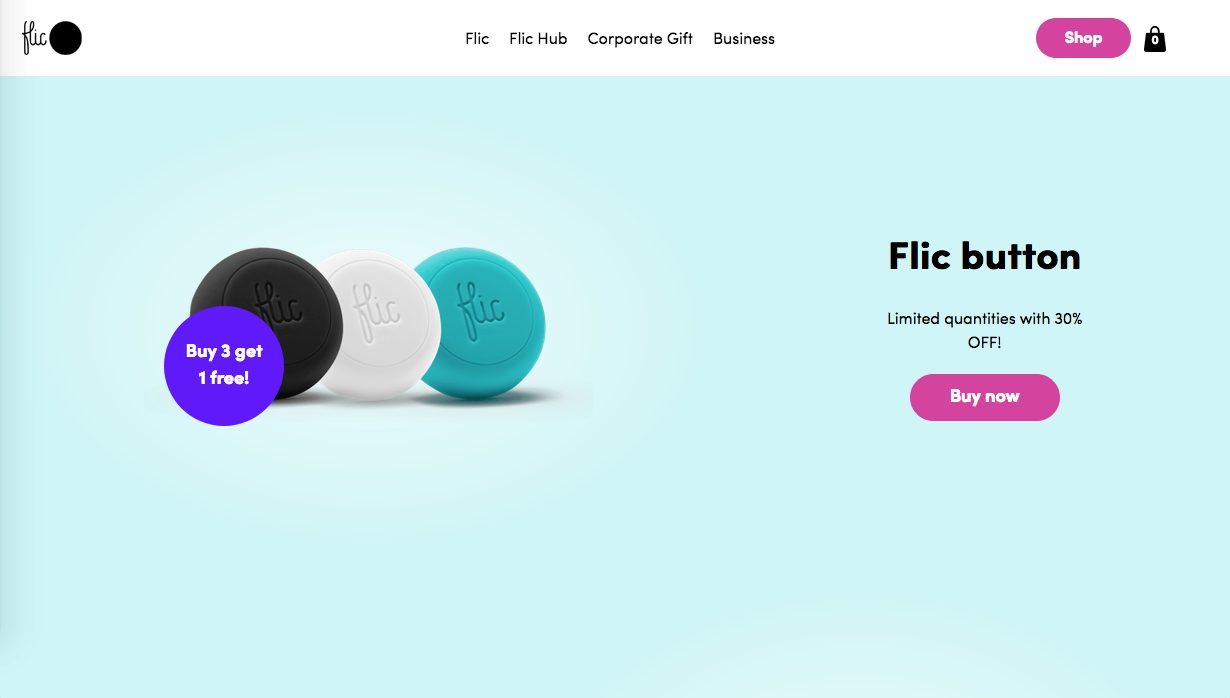 flic
Flic
Flic Hub
Corporate Gift
Business
Shop
0
flic
flic
flic
Buy 3 get
1 free!
Flic button
Limited quantities with 30%
OFF!
Buy now